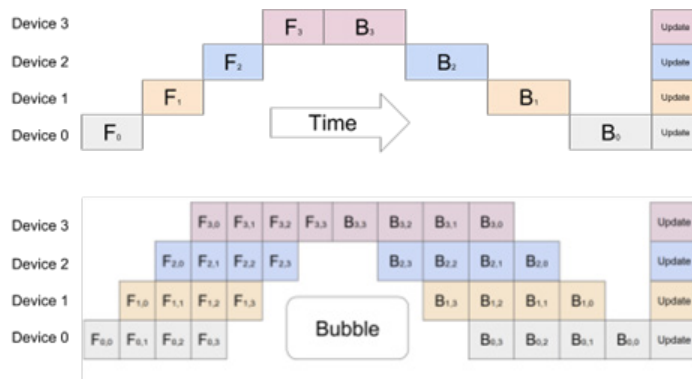 Device 3 F3 B3 Update
Device 2 F2 B2 Update
Device 1 F1 B1 Update
Time
Device 0 F0 B0 Update
Device 3 F3,0 F3,1 F3,2 F3,3 B3,3 B3,2 B3,1 B3,0 Update
Device 2 F2,0 F2,1 F2,2 F2,3 B2,3 B2,2 B2,1 B2,0 Update
Device 1 F1,0 F1,1 F1,2 F1,3 B1,3 B1,2 B1,1 B1,0 Update
Bubble
Device 0 F0,0 F0,1 F0,2 F0,3 B0,3 B0,2 B0,1 B0,0 Update